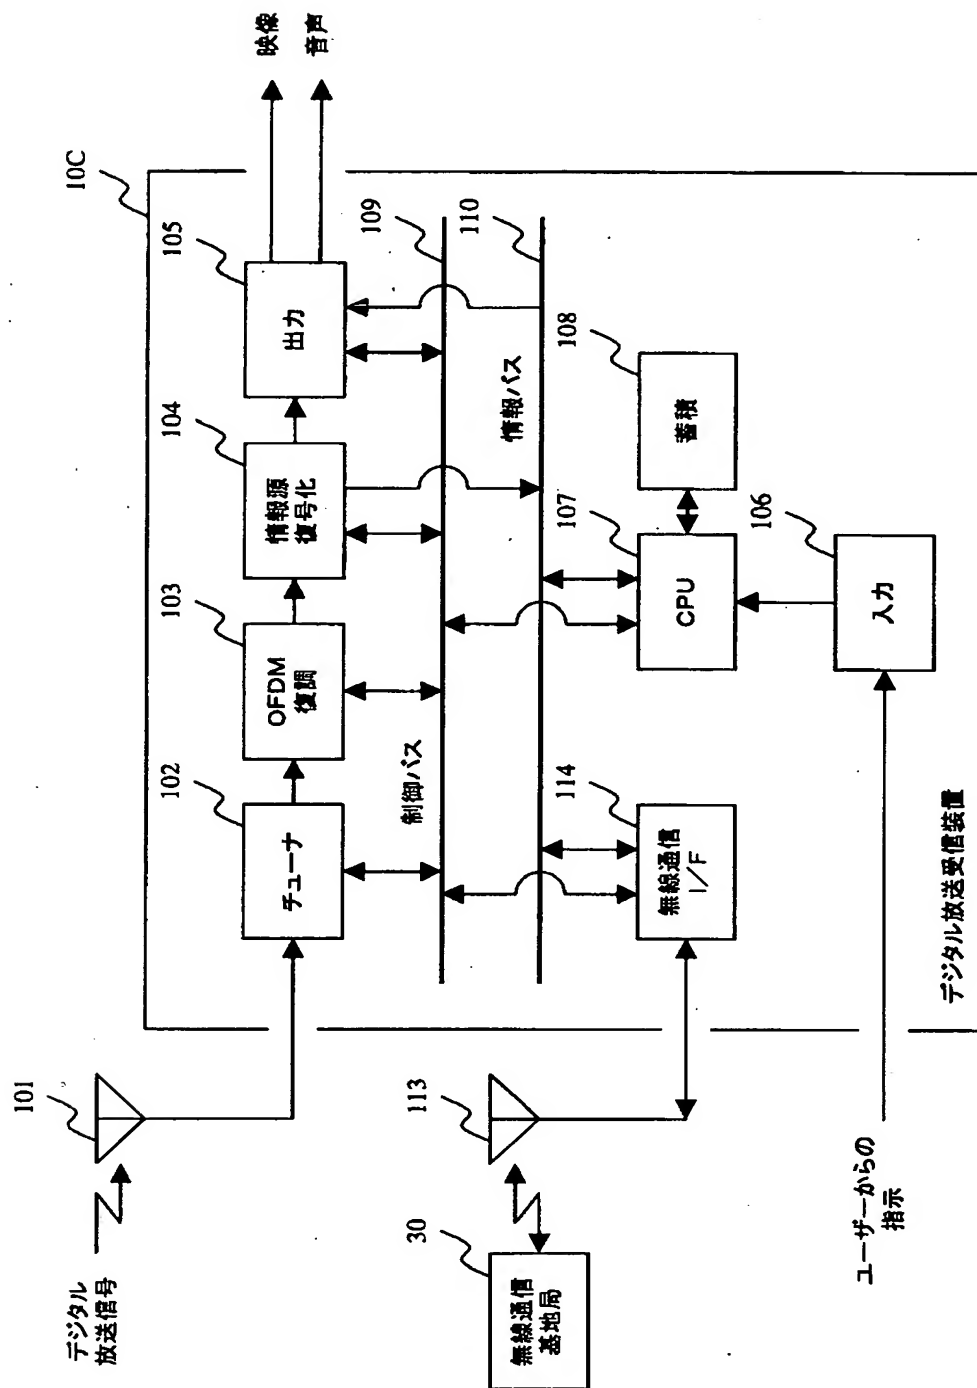 デジタル
放送信号
101
102
チューナ
103
OFDM
復調
104
情報源
復号化
105
出力
10C
映像
音声
制御バス
109
情報バス
110
30
無線通信
基地局
113
114
無線通信
I/F
107
CPU
108
蓄積
106
入力
ユーザーからの
指示
デジタル放送受信装置